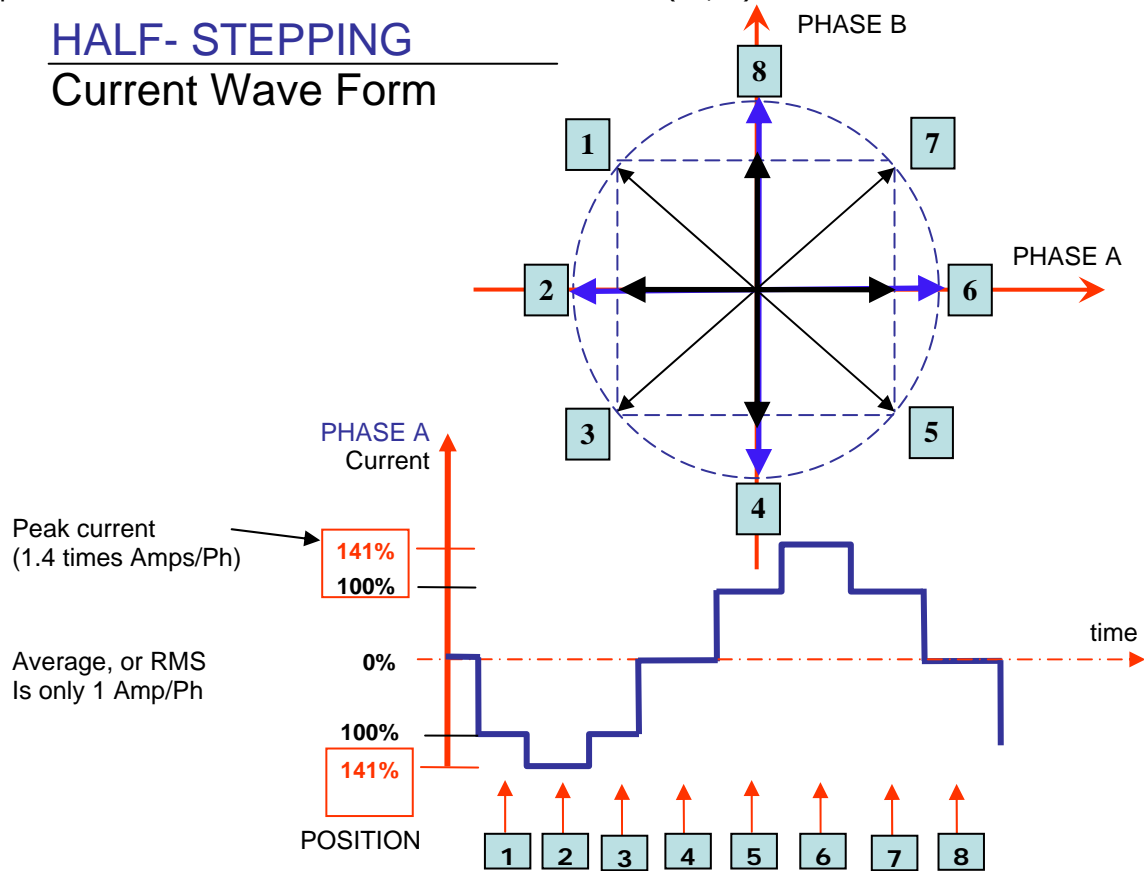 HALF- STEPPING
Current Wave Form
PHASE B
8
1
7
PHASE A
2
6
3
5
4
PHASE A
Current
Peak current
(1.4 times Amps/Ph)
141%
100%
time
Average, or RMS
Is only 1 Amp/Ph
0%
100%
141%
POSITION
1 2 3 4 5 6 7 8